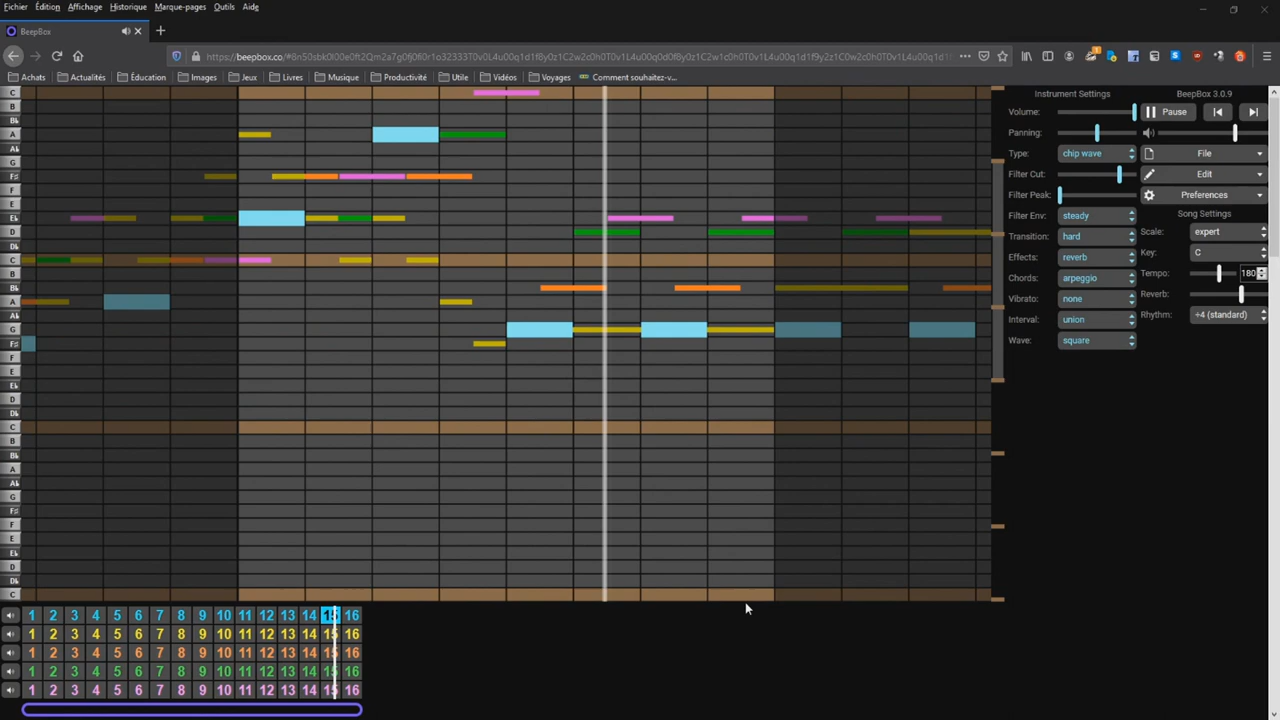 Fichier Édition Affichage Historique Marque-pages Outils Aide
BeepBox
https://beepbox.co/#8n50sbk0l00e0ft2Qm2a7g0fj0f0r1o32333T0v0L4u00q1d1f8y0z1C2w2c0h0T0v1L4u00q0d0f8y0z1C2w1c0h0T0v1L4u00q1d1f9y2z1C2w2c0h0T0v1L4u00q1d1
Achats Actualités Éducation Images Jeux Livres Musique Productivité Utile Vidéos Voyages Comment souhaitez-v...
C
B
B♭
A
A♭
G
F♯
F
E
E♭
D
D♭
C
B
B♭
A
A♭
G
F♯
F
E
E♭
D
D♭
C
B
B♭
A
A♭
G
F♯
F
E
E♭
D
D♭
C
Instrument Settings
Volume:
Panning:
Type: chip wave
Filter Cut:
Filter Peak:
Filter Env: steady
Transition: hard
Effects: reverb
Chords: arpeggio
Vibrato: none
Interval: union
Wave: square
BeepBox 3.0.9
Pause
File
Edit
Preferences
Song Settings
Scale: expert
Key: C
Tempo: 180
Reverb:
Rhythm: +4 (standard)
1 2 3 4 5 6 7 8 9 10 11 12 13 14 15 16
1 2 3 4 5 6 7 8 9 10 11 12 13 14 15 16
1 2 3 4 5 6 7 8 9 10 11 12 13 14 15 16
1 2 3 4 5 6 7 8 9 10 11 12 13 14 15 16
1 2 3 4 5 6 7 8 9 10 11 12 13 14 15 16